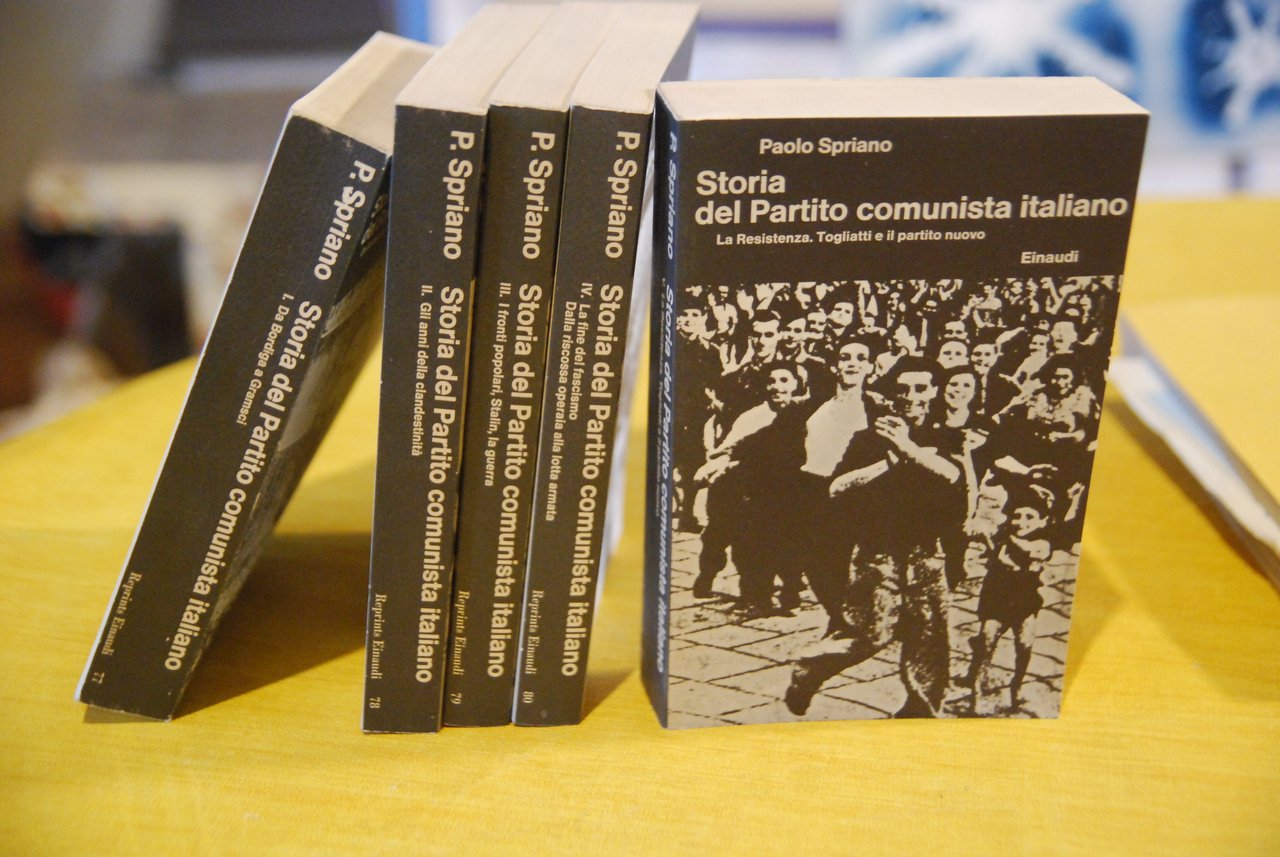 P. Spriano Storia del Partito comunista italiano
I. Da Bordiga a Gramsci
Reprints Einaudi 77
P. Spriano Storia del Partito comunista italiano
II. Gli anni della clandestinità
Reprints Einaudi 78
P. Spriano Storia del Partito comunista italiano
III. I fronti popolari, Stalin, la guerra
Reprints Einaudi 79
P. Spriano Storia del Partito comunista italiano
IV. La fine del fascismo
Dalla riscossa operaia alla lotta armata
Reprints Einaudi 80
P. Spriano Storia del Partito comunista italiano
Paolo Spriano
Storia
del Partito comunista italiano
La Resistenza. Togliatti e il partito nuovo
Einaudi